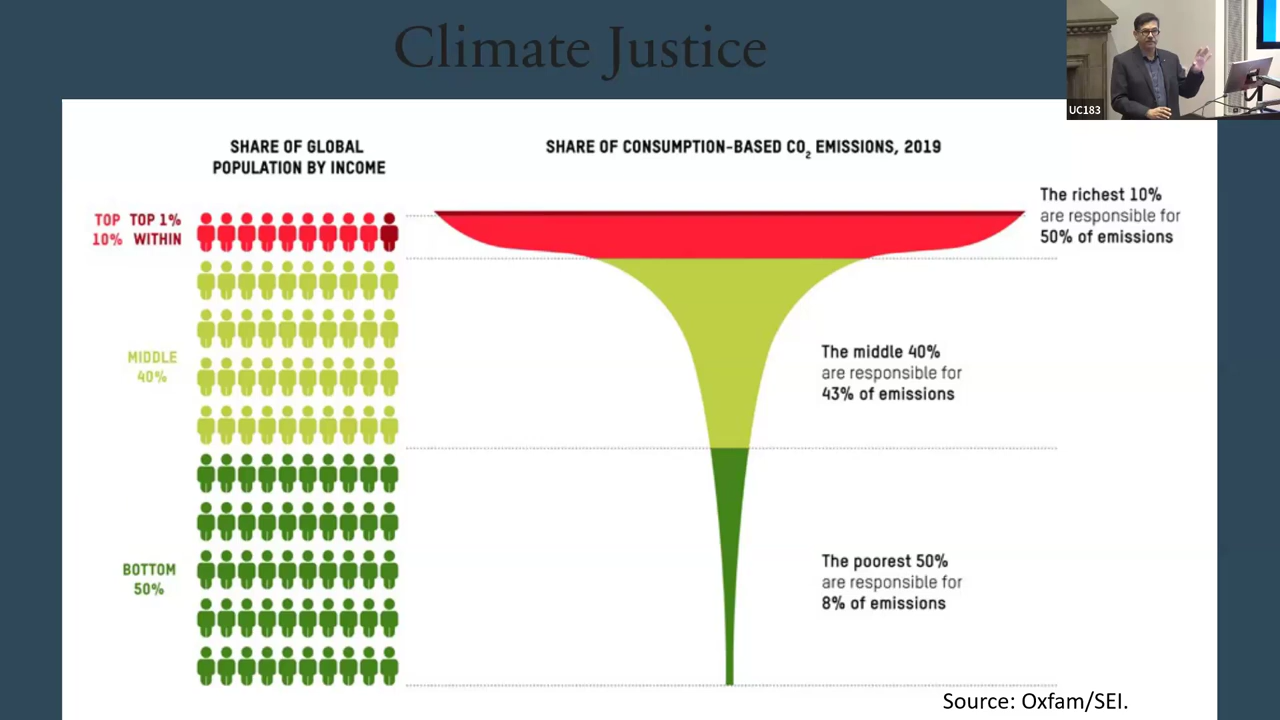 Climate Justice
UC183
SHARE OF GLOBAL
POPULATION BY INCOME
SHARE OF CONSUMPTION-BASED CO₂ EMISSIONS, 2019
TOP TOP 1%
10% WITHIN
The richest 10%
are responsible for
50% of emissions
MIDDLE
40%
The middle 40%
are responsible for
43% of emissions
BOTTOM
50%
The poorest 50%
are responsible for
8% of emissions
Source: Oxfam/SEI.